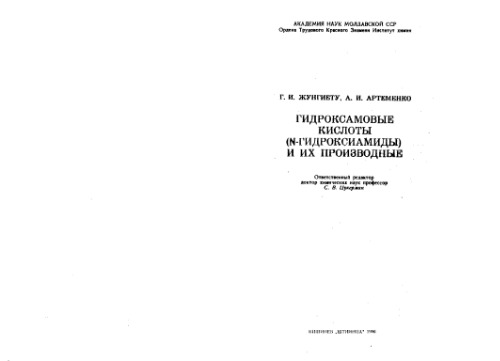 АКАДЕМИЯ НАУК МОЛДАВСКОЙ ССР
Ордена Трудового Красного Знамени Институт химии
Г. И. ЖУНГИЕТУ, А. И. АРТЕМЕНКО
ГИДРОКСАМОВЫЕ
КИСЛОТЫ
(N-ГИДРОКСИАМИДЫ)
И ИХ ПРОИЗВОДНЫЕ
Ответственный редактор
доктор химических наук профессор
С. В. Цукерман
КИШИНЕВ „ШТИИНЦА“